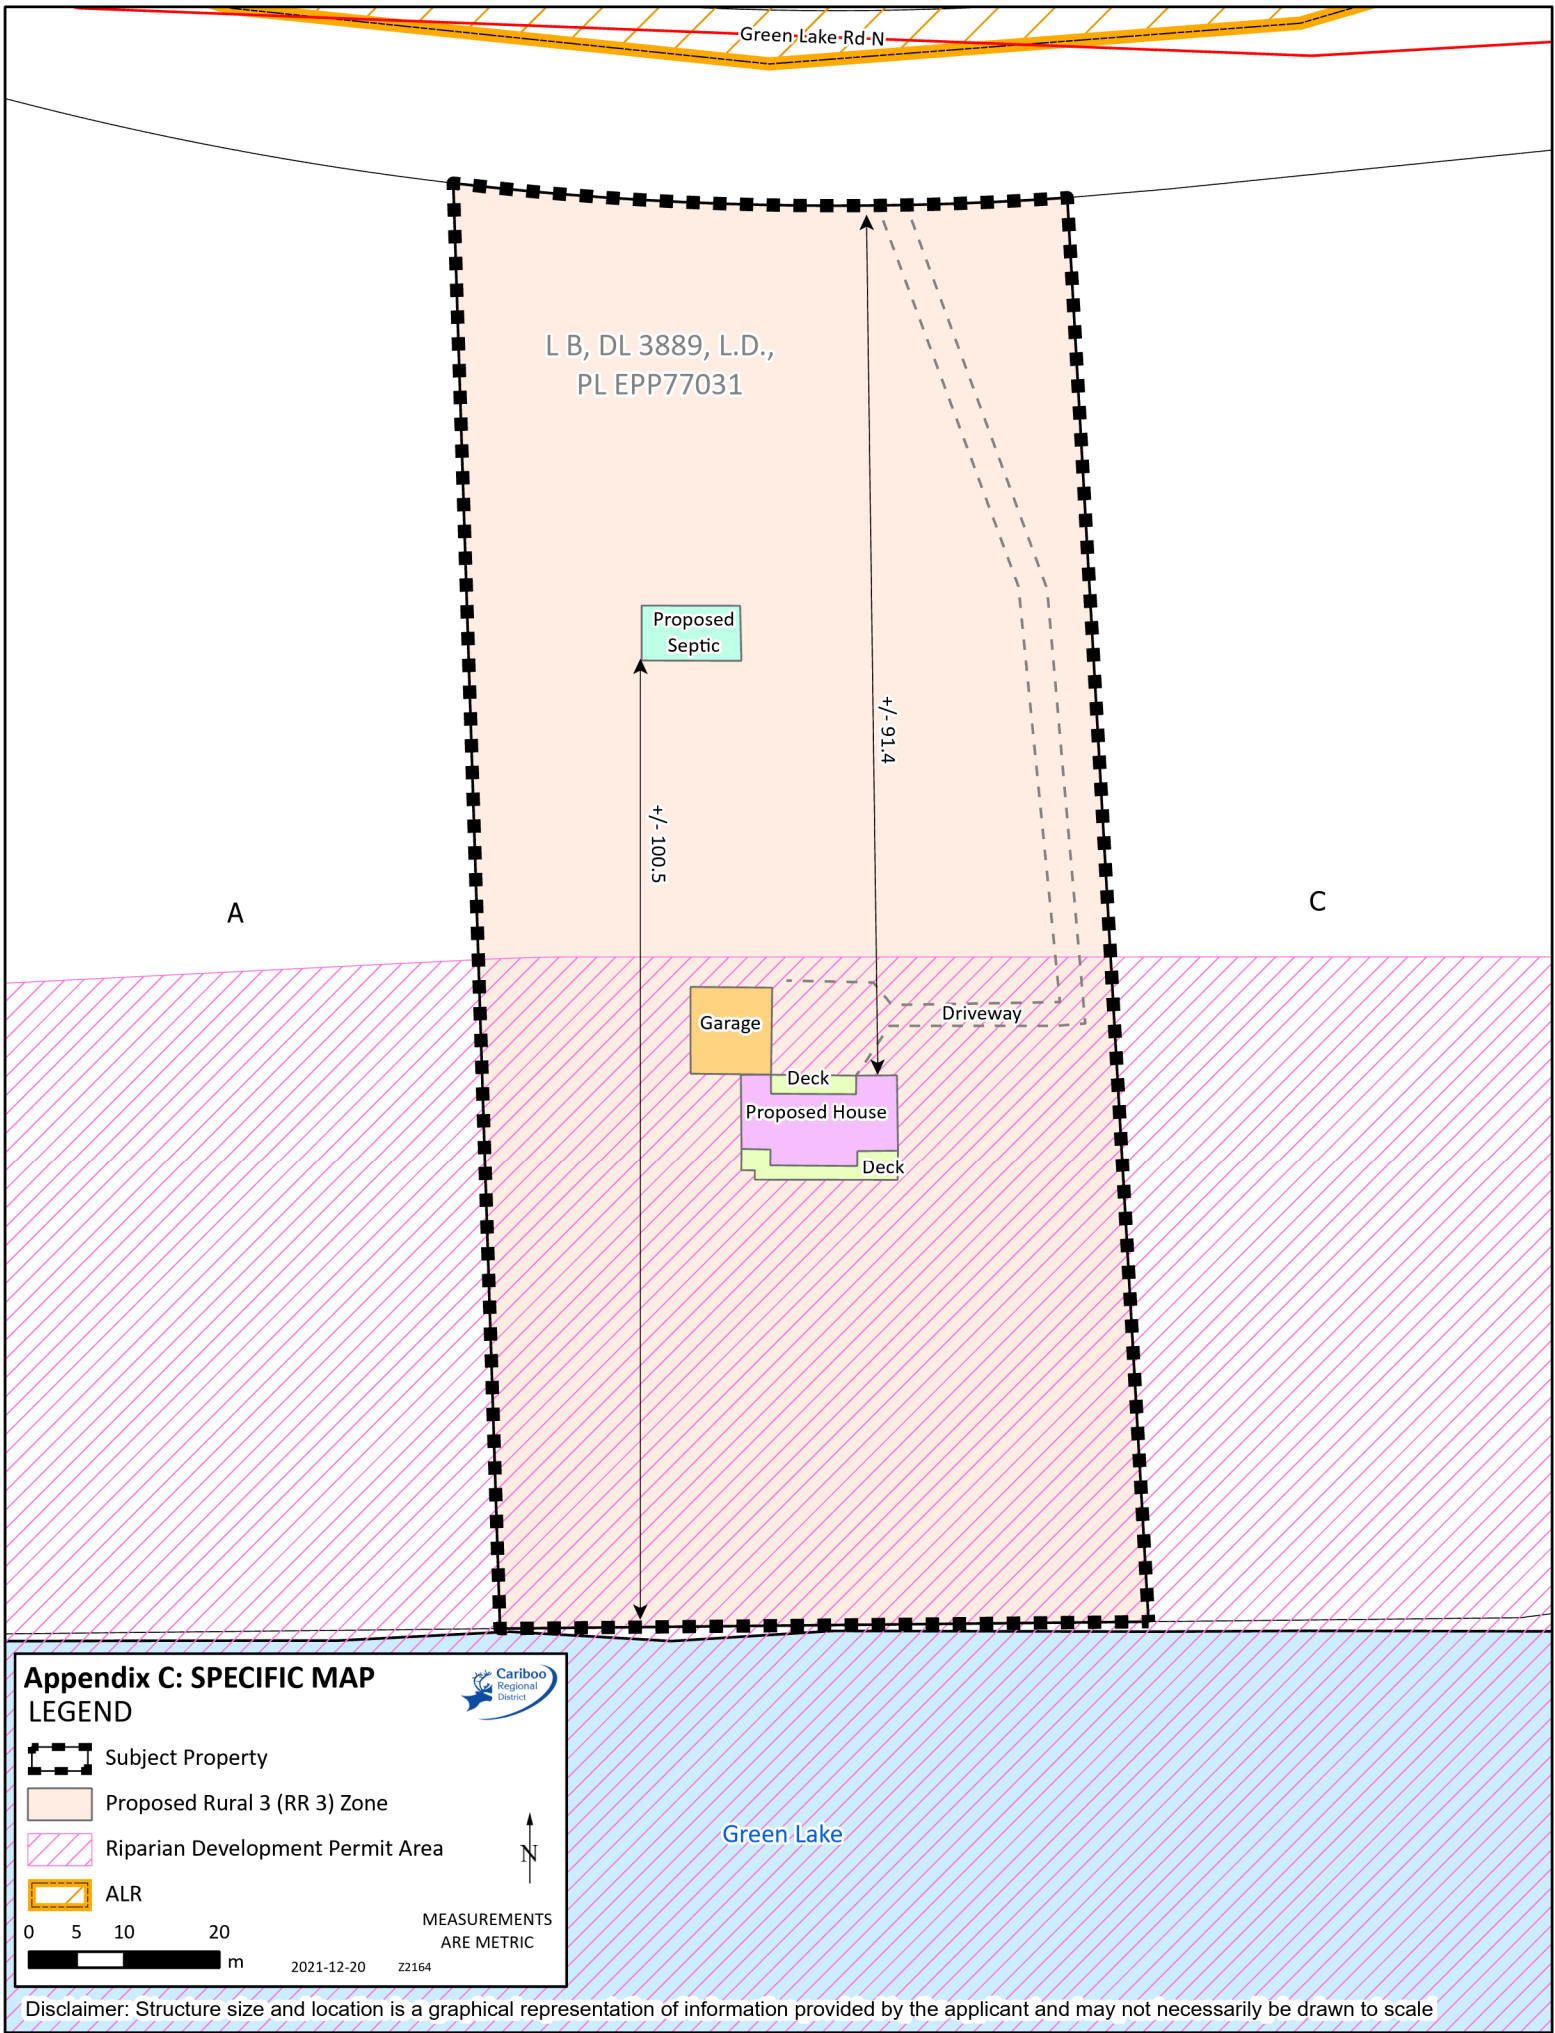 Green Lake Rd N
L B, DL 3889, L.D.,
PL EPP77031
Proposed
Septic
+/- 91.4
+/- 100.5
A
C
Garage
Driveway
Deck
Proposed House
Deck
Appendix C: SPECIFIC MAP
Cariboo
Regional
District
LEGEND
Subject Property
Proposed Rural 3 (RR 3) Zone
Riparian Development Permit Area
N
ALR
0 5 10 20
m
MEASUREMENTS
ARE METRIC
2021-12-20 Z2164
Green Lake
Disclaimer: Structure size and location is a graphical representation of information provided by the applicant and may not necessarily be drawn to scale